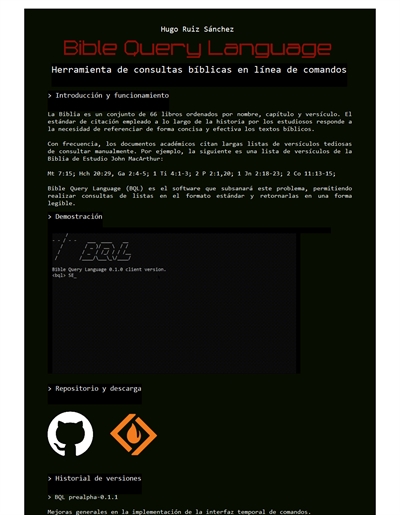 Hugo Ruiz Sánchez
Bible Query Language
Herramienta de consultas bíblicas en línea de comandos
> Introducción y funcionamiento
La Biblia es un conjunto de 66 libros ordenados por nombre, capítulo y versículo. El
estándar de citación empleado a lo largo de la historia por los estudiosos responde a
la necesidad de referenciar de forma concisa y efectiva los textos bíblicos.
Con frecuencia, los documentos académicos citan largas listas de versículos tediosas
de consultar manualmente. Por ejemplo, la siguiente es una lista de versículos de la
Biblia de Estudio John MacArthur:
Mt 7:15; Hch 20:29, Ga 2:4-5; 1 Ti 4:1-3; 2 P 2:1,20; 1 Jn 2:18-23; 2 Co 11:13-15;
Bible Query Language (BQL) es el software que subsanará este problema, permitiendo
realizar consultas de listas en el formato estándar y retornarlas en una forma
legible.
> Demostración
Bible Query Language 0.1.0 client version.
<bql> SE_
> Repositorio y descarga
> Historial de versiones
> BQL prealpha-0.1.1
Mejoras generales en la implementación de la interfaz temporal de comandos.